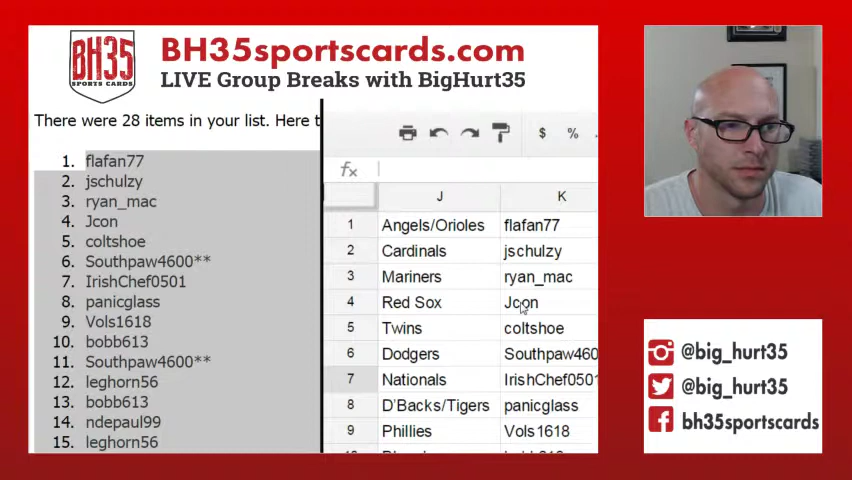 BH35
SPORTS CARDS
BH35sportscards.com
LIVE Group Breaks with BigHurt35
There were 28 items in your list. Here t
1. flafan77
2. jschulzy
3. ryan_mac
4. Jcon
5. coltshoe
6. Southpaw4600**
7. IrishChef0501
8. panicglass
9. Vols1618
10. bobb613
11. Southpaw4600**
12. leghorn56
13. bobb613
14. ndepaul99
15. leghorn56
$ %
fx
J K
1 Angels/Orioles flafan77
2 Cardinals jschulzy
3 Mariners ryan_mac
4 Red Sox Jcon
5 Twins coltshoe
6 Dodgers Southpaw460
7 Nationals IrishChef0501
8 D'Backs/Tigers panicglass
9 Phillies Vols1618
@big_hurt35
@big_hurt35
bh35sportscards